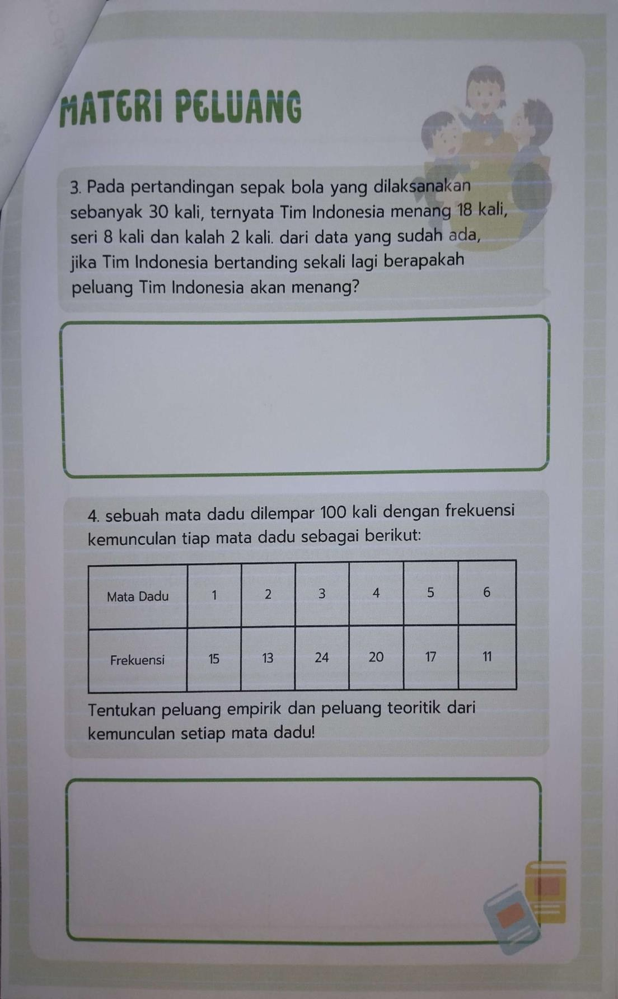 MATERI PELUANG
3. Pada pertandingan sepak bola yang dilaksanakan
sebanyak 30 kali, ternyata Tim Indonesia menang 18 kali,
seri 8 kali dan kalah 2 kali. dari data yang sudah ada,
jika Tim Indonesia bertanding sekali lagi berapakah
peluang Tim Indonesia akan menang?
4. sebuah mata dadu dilempar 100 kali dengan frekuensi
kemunculan tiap mata dadu sebagai berikut:
Mata Dadu 1 2 3 4 5 6
Frekuensi 15 13 24 20 17 11
Tentukan peluang empirik dan peluang teoritik dari
kemunculan setiap mata dadu!